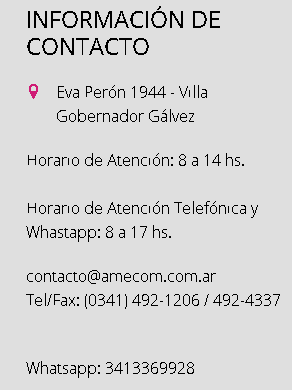 INFORMACIÓN DE
CONTACTO
Eva Perón 1944 - Villa
Gobernador Gálvez
Horario de Atención: 8 a 14 hs.
Horario de Atención Telefónica y
Whastapp: 8 a 17 hs.
contacto@amecom.com.ar
Tel/Fax: (0341) 492-1206 / 492-4337
Whatsapp: 3413369928